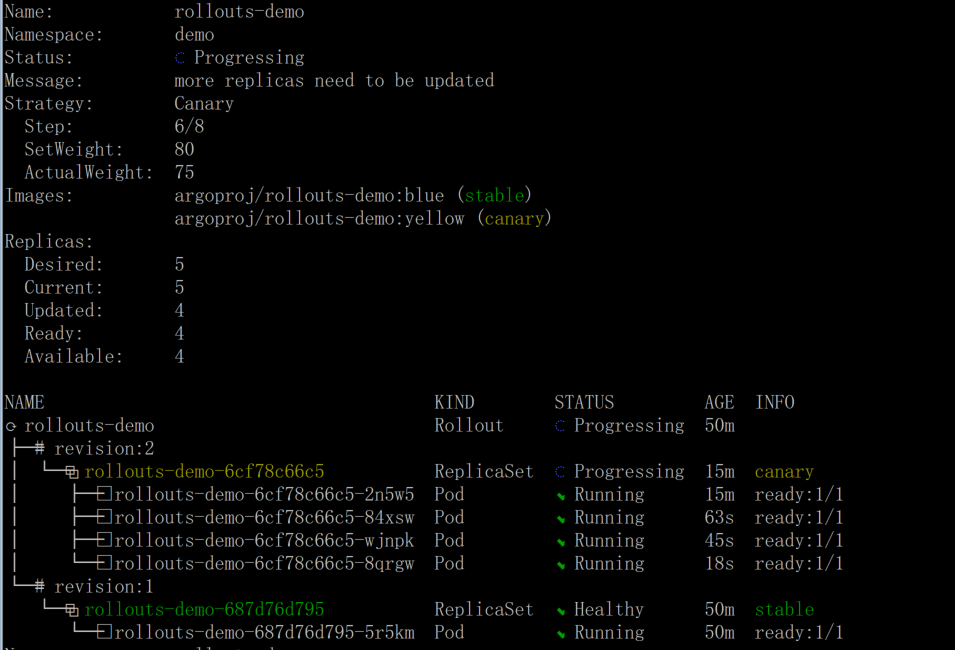 Name: rollouts-demo
Namespace: demo
Status: Progressing
Message: more replicas need to be updated
Strategy: Canary
Step: 6/8
SetWeight: 80
ActualWeight: 75
Images: argoproj/rollouts-demo:blue (stable)
argoproj/rollouts-demo:yellow (canary)
Replicas:
Desired: 5
Current: 5
Updated: 4
Ready: 4
Available: 4
NAME KIND STATUS AGE INFO
rollouts-demo Rollout Progressing 50m
# revision:2
rollouts-demo-6cf78c66c5 ReplicaSet Progressing 15m canary
rollouts-demo-6cf78c66c5-2n5w5 Pod Running 15m ready:1/1
rollouts-demo-6cf78c66c5-84xsw Pod Running 63s ready:1/1
rollouts-demo-6cf78c66c5-wjnpk Pod Running 45s ready:1/1
rollouts-demo-6cf78c66c5-8qrgw Pod Running 18s ready:1/1
# revision:1
rollouts-demo-687d76d795 ReplicaSet Healthy 50m stable
rollouts-demo-687d76d795-5r5km Pod Running 50m ready:1/1